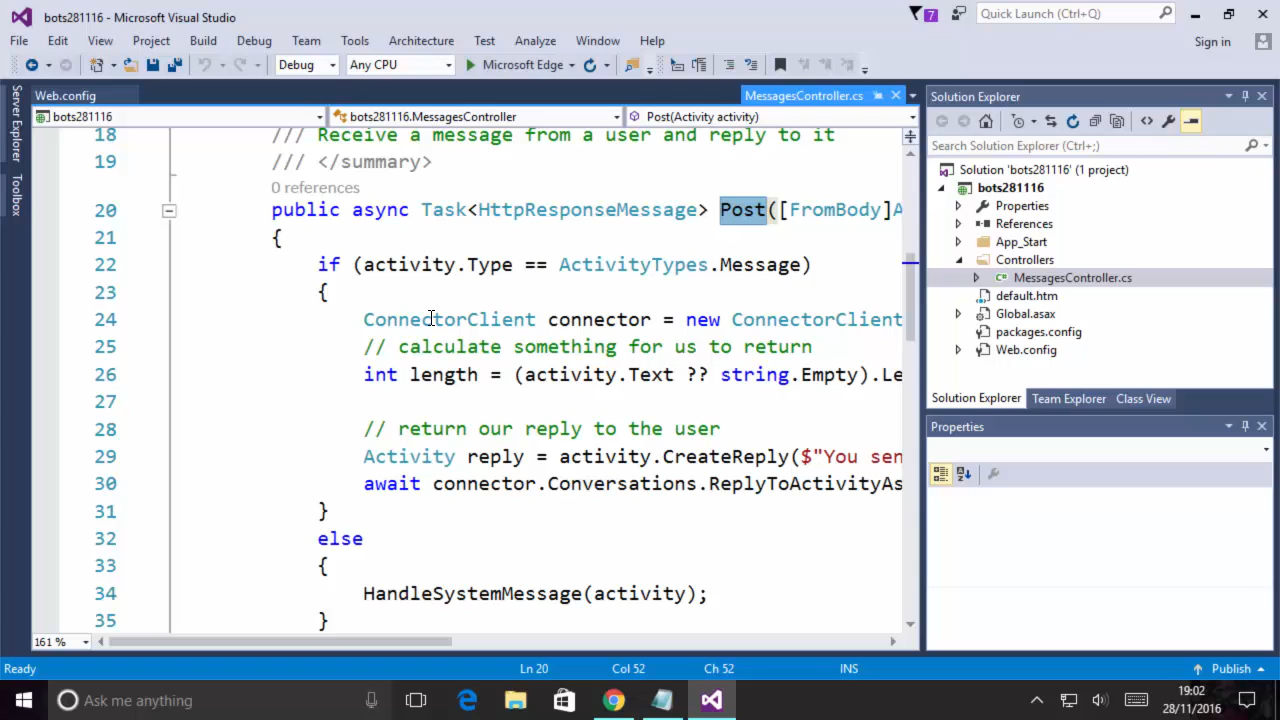 bots281116 - Microsoft Visual Studio
7
Quick Launch (Ctrl+Q)
File Edit View Project Build Debug Team Tools Architecture Test Analyze Window Help
Sign in
Debug Any CPU Microsoft Edge
Server Explorer
Toolbox
Web.config
MessagesController.cs
bots281116
bots281116.MessagesController
Post(Activity activity)
18 /// Receive a message from a user and reply to it
19 /// </summary>
0 references
20 public async Task<HttpResponseMessage> Post([FromBody]A
21 {
22 if (activity.Type == ActivityTypes.Message)
23 {
24 ConnectorClient connector = new ConnectorClient
25 // calculate something for us to return
26 int length = (activity.Text ?? string.Empty).Le
27
28 // return our reply to the user
29 Activity reply = activity.CreateReply($"You sen
30 await connector.Conversations.ReplyToActivityAs
31 }
32 else
33 {
34 HandleSystemMessage(activity);
35 }
161 %
Solution Explorer
Search Solution Explorer (Ctrl+;)
Solution 'bots281116' (1 project)
bots281116
Properties
References
App_Start
Controllers
MessagesController.cs
default.htm
Global.asax
packages.config
Web.config
Solution Explorer Team Explorer Class View
Properties
Ready
Ln 20
Col 52
Ch 52
INS
Publish
Ask me anything
19:02
28/11/2016